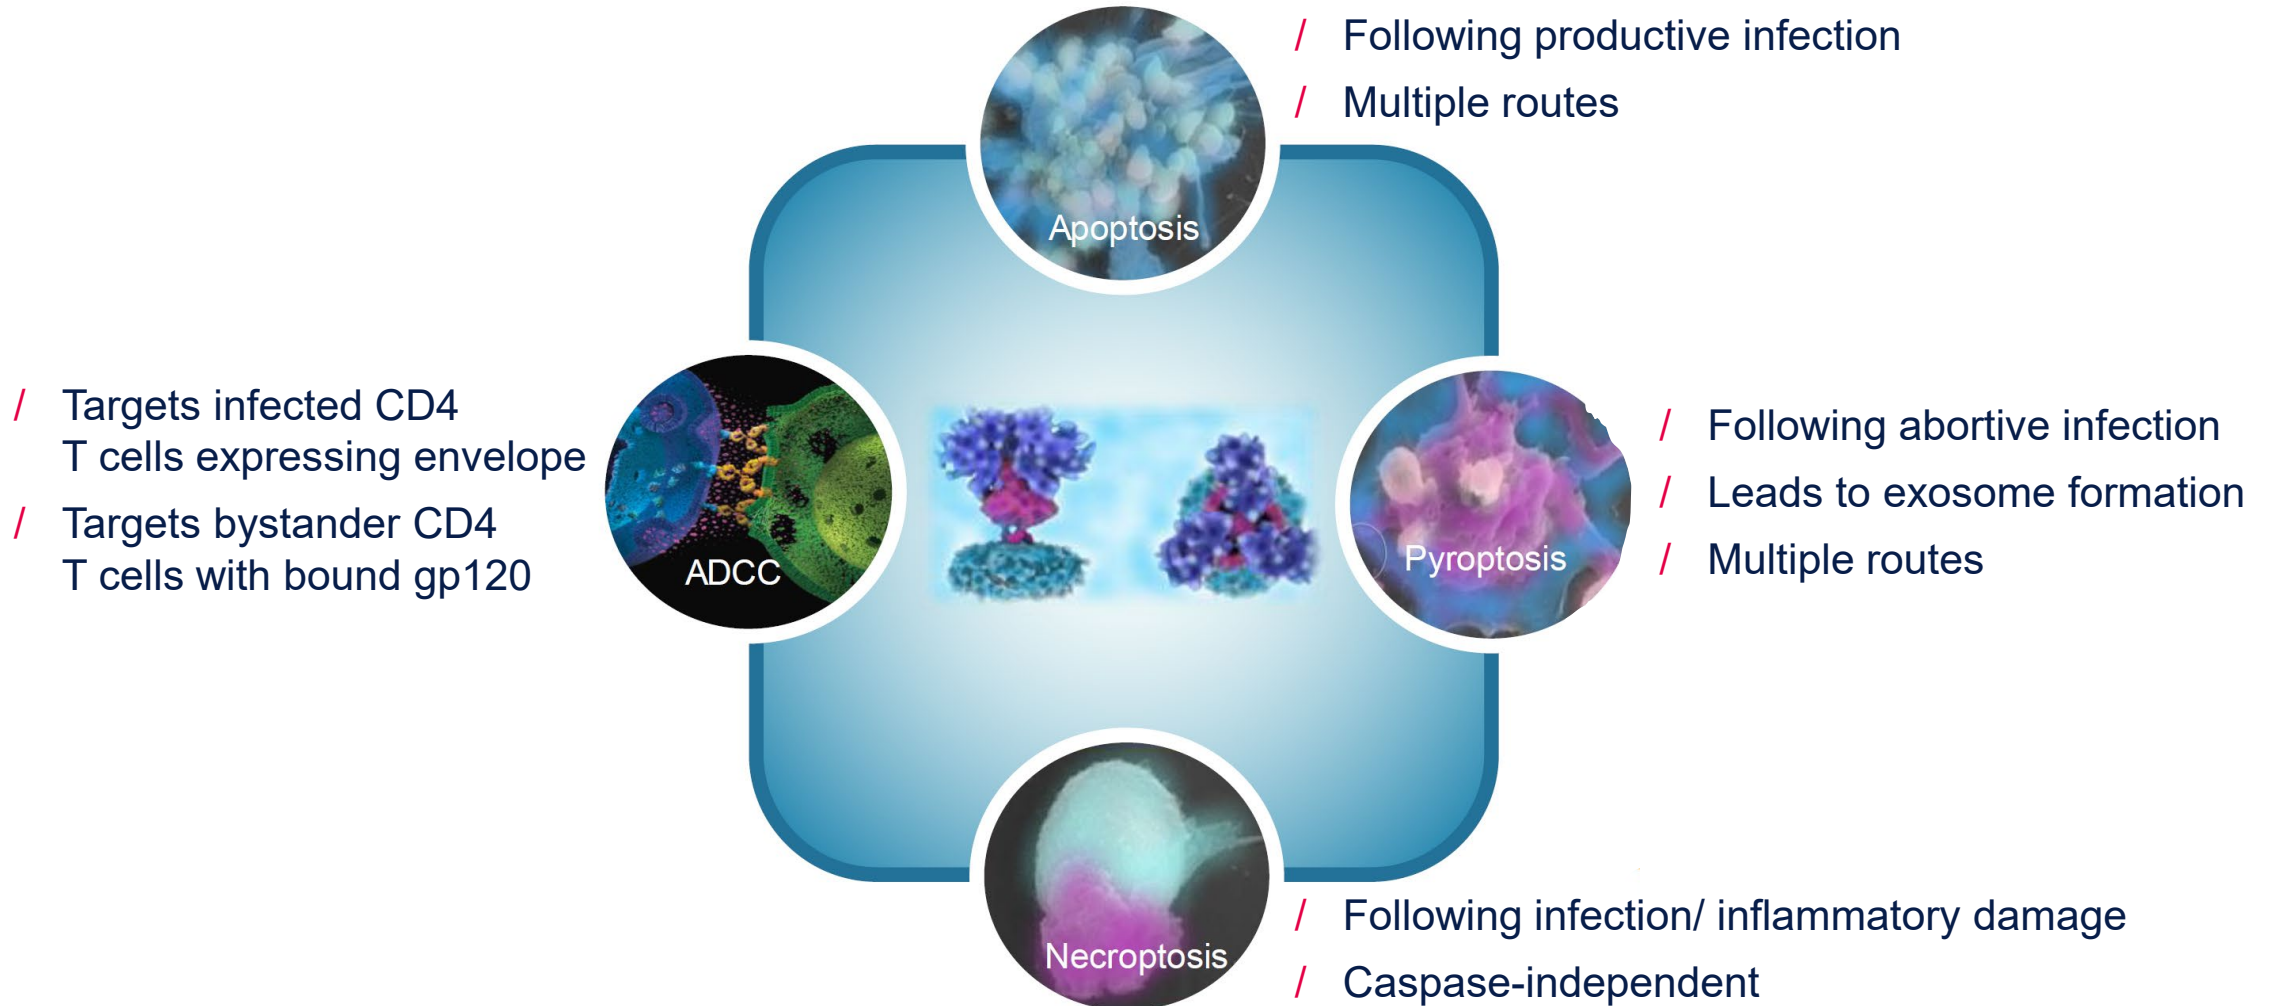 / Following productive infection
/ Multiple routes
Apoptosis
/ Targets infected CD4
T cells expressing envelope
/ Targets bystander CD4
T cells with bound gp120
ADCC
Pyroptosis
/ Following abortive infection
/ Leads to exosome formation
/ Multiple routes
Necroptosis
/ Following infection/ inflammatory damage
/ Caspase-independent